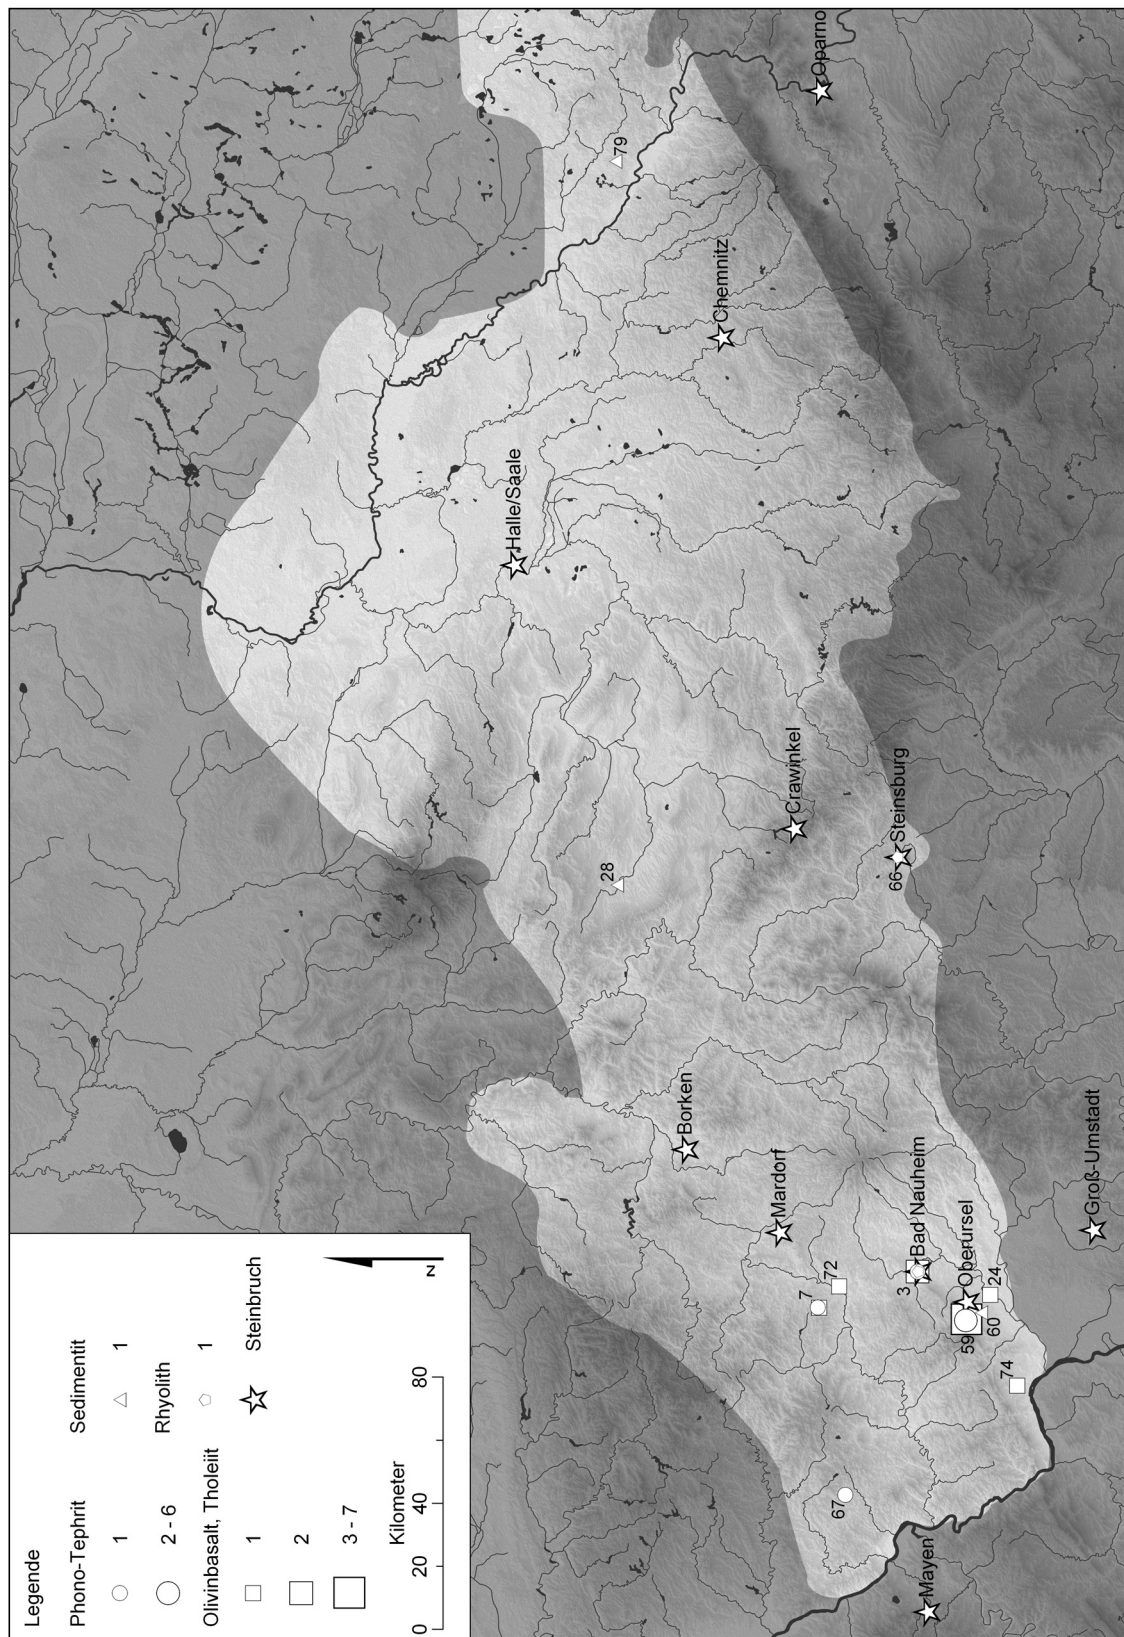 Legende
Phono-Tephrit
1
2 - 6
Olivinbasalt, Tholeiit
1
2
3 - 7
Sedimentit
1
Rhyolith
1
Steinbruch
Kilometer
0 20 40 80
N
Oparno
79
Chemnitz
Halle/Saale
Crawinkel
Steinsburg
66
28
Borken
Mardorf
72
7
Bad Nauheim
3
Oberursel
59
60
24
74
Groß-Umstadt
67
Mayen